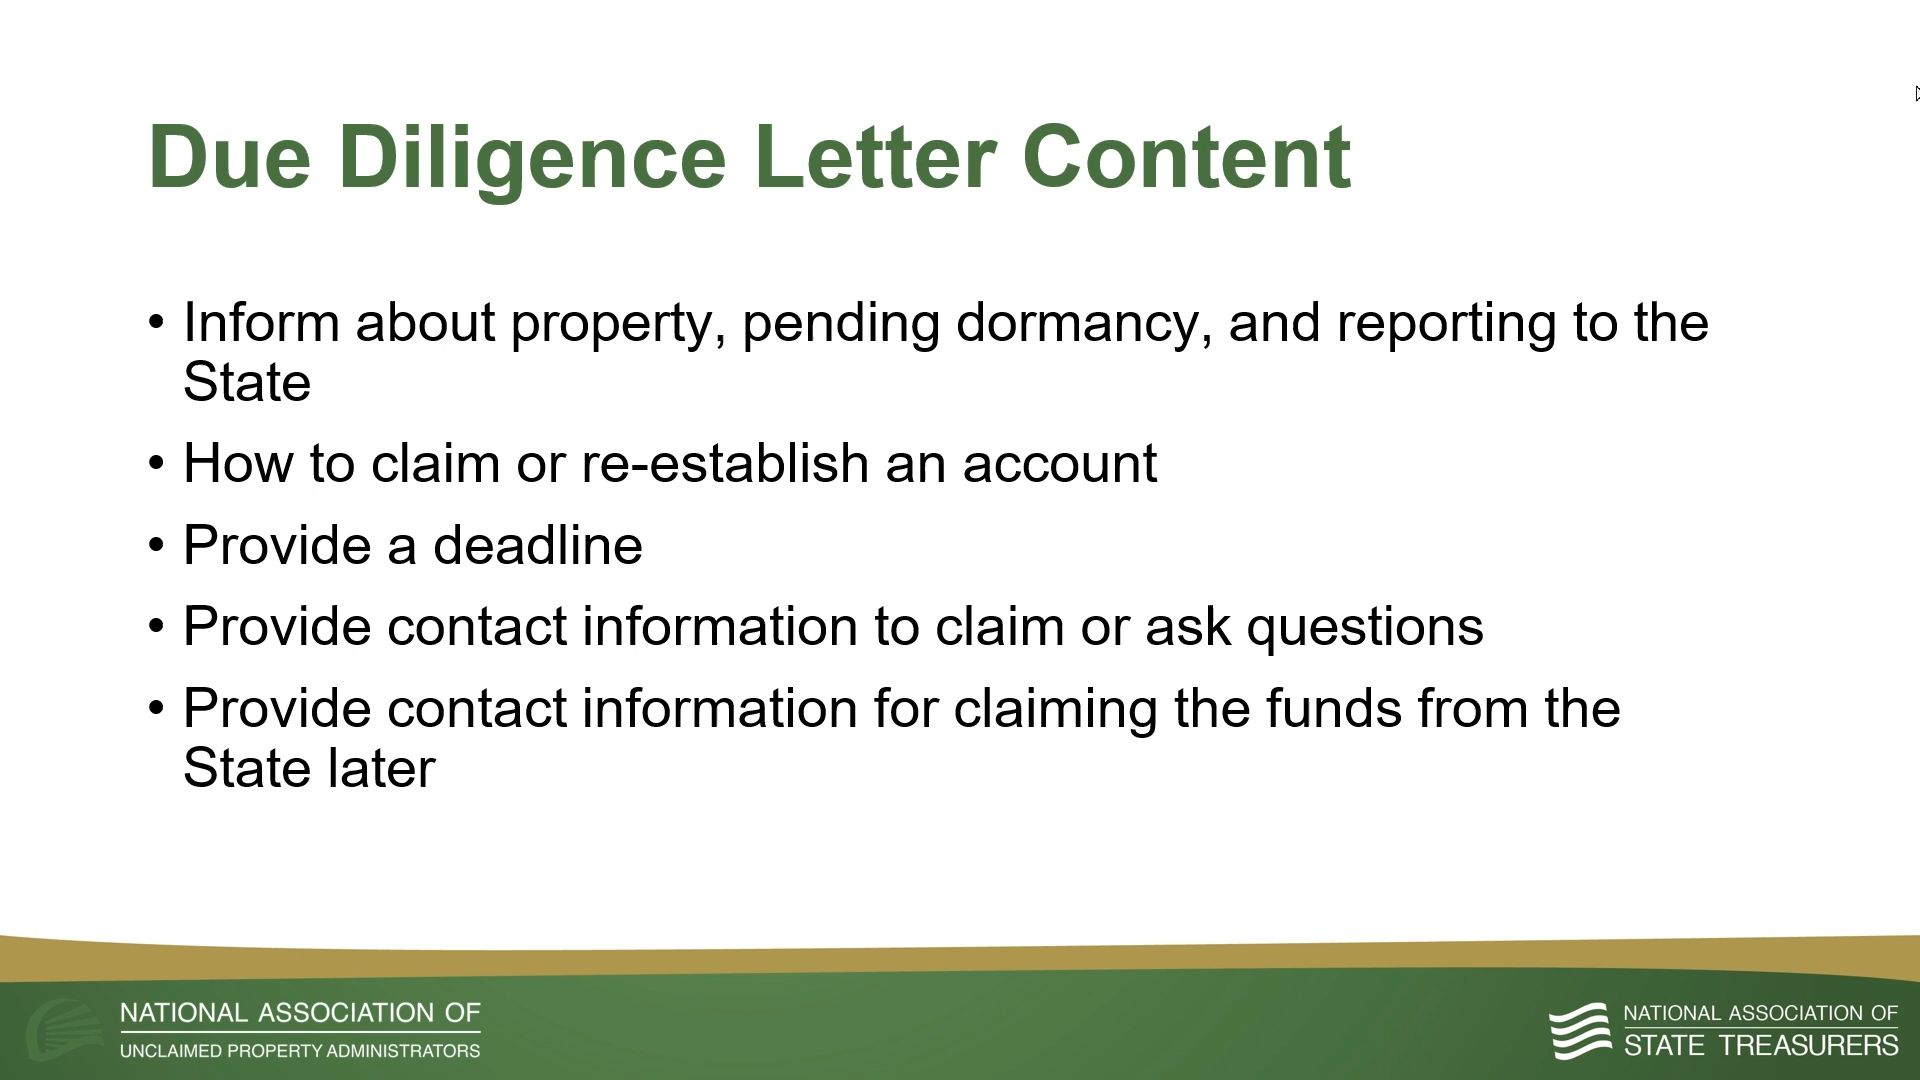 Due Diligence Letter Content
• Inform about property, pending dormancy, and reporting to the
State
• How to claim or re-establish an account
• Provide a deadline
• Provide contact information to claim or ask questions
• Provide contact information for claiming the funds from the
State later
NATIONAL ASSOCIATION OF
UNCLAIMED PROPERTY ADMINISTRATORS
NATIONAL ASSOCIATION OF
STATE TREASURERS